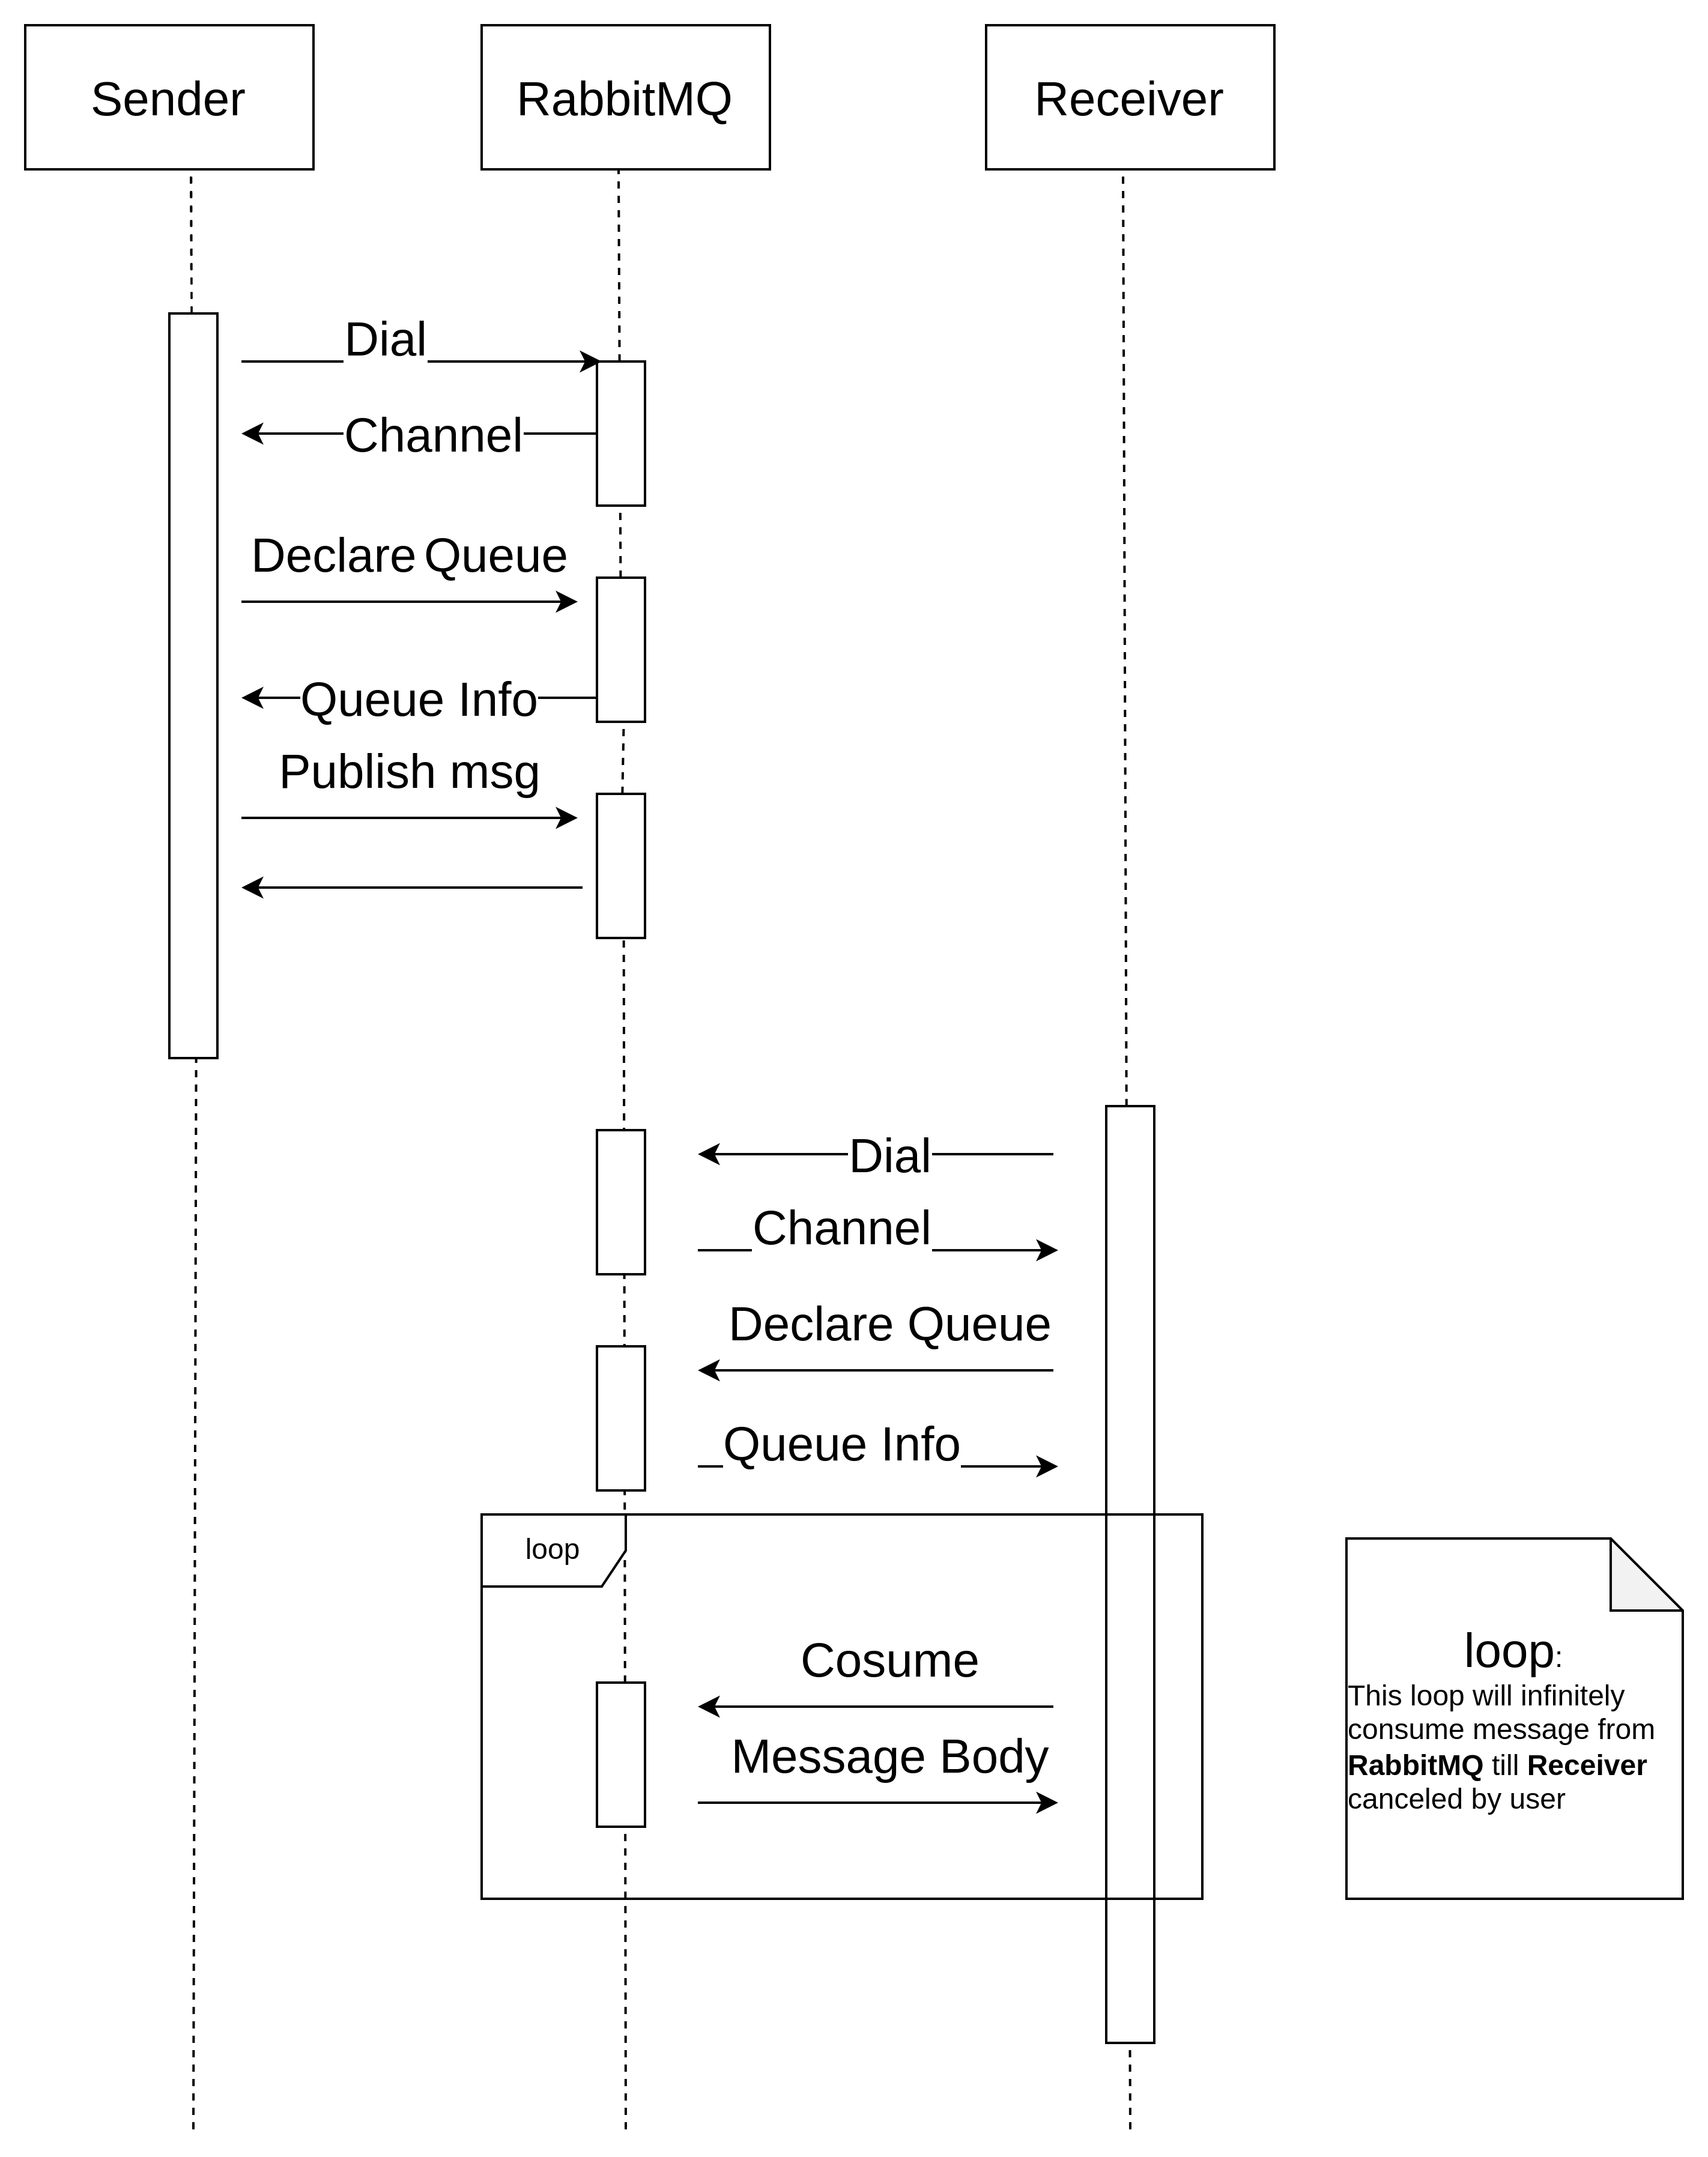 Sender
RabbitMQ
Receiver
Dial
Channel
Declare Queue
Queue Info
Publish msg
Dial
Channel
Declare Queue
Queue Info
loop
Cosume
Message Body
loop:
This loop will infinitely
consume message from
RabbitMQ till Receiver
canceled by user